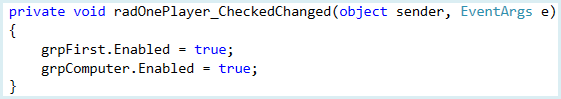 private void radOnePlayer_CheckedChanged(object sender, EventArgs e)
{
    grpFirst.Enabled = true;
    grpComputer.Enabled = true;
}